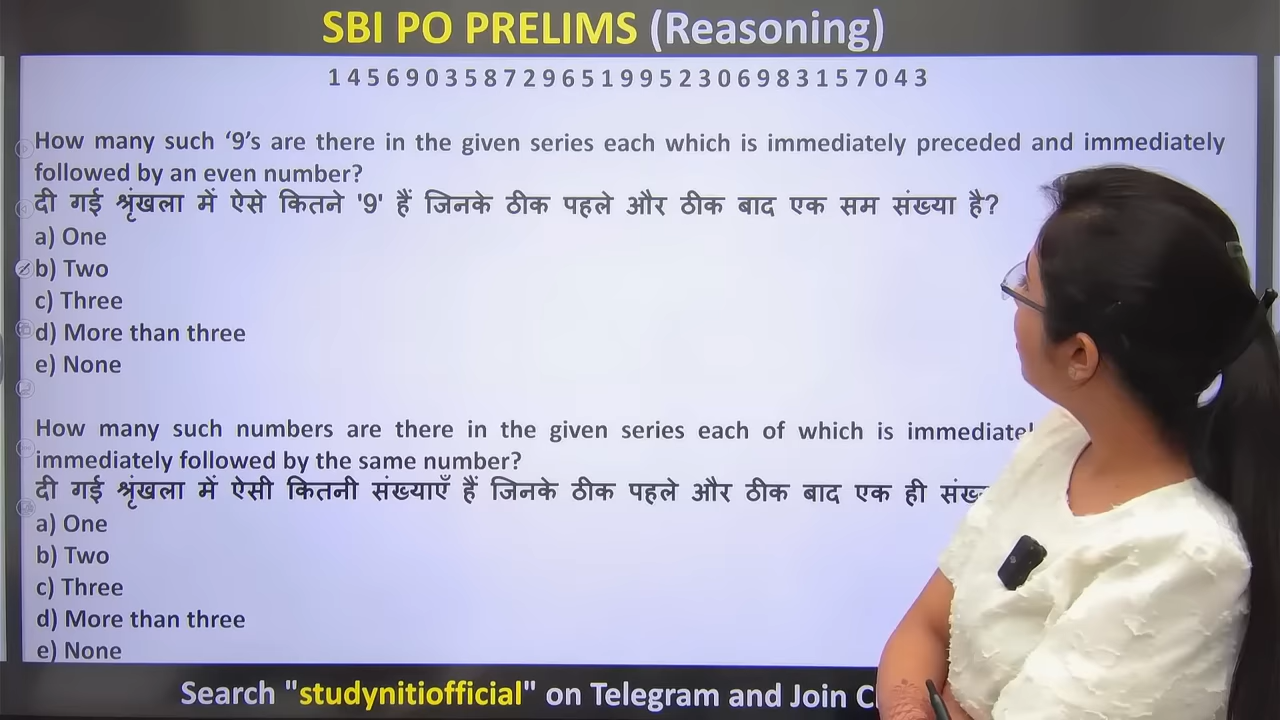 SBI PO PRELIMS (Reasoning)
1 4 5 6 9 0 3 5 8 7 2 9 6 5 1 9 9 5 2 3 0 6 9 8 3 1 5 7 0 4 3
How many such ‘9’s are there in the given series each which is immediately preceded and immediately
followed by an even number?
दी गई श्रृंखला में ऐसे कितने '9' हैं जिनके ठीक पहले और ठीक बाद एक सम संख्या है?
a) One
b) Two
c) Three
d) More than three
e) None
How many such numbers are there in the given series each of which is
immediately followed by the same number?
दी गई श्रृंखला में ऐसी कितनी संख्याएँ हैं जिनके ठीक पहले और ठीक बाद एक ही
a) One
b) Two
c) Three
d) More than three
e) None
Search "studynitiofficial" on Telegram and Join